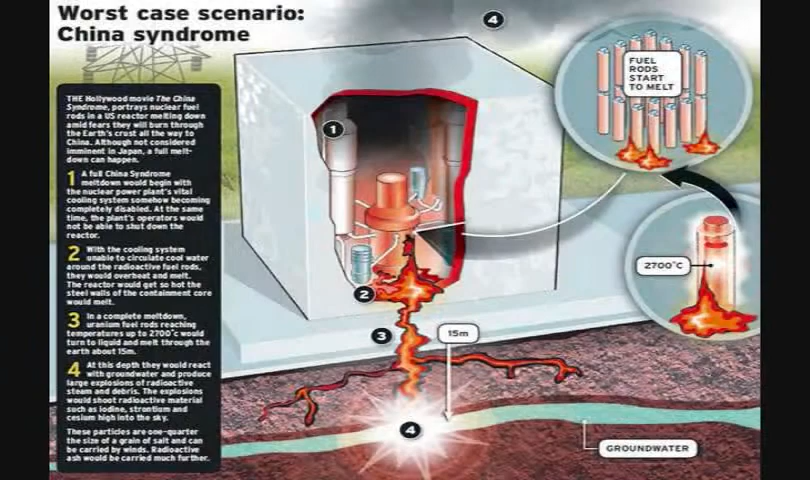 Worst case scenario:
China syndrome
THE Hollywood movie The China
Syndrome, portrays nuclear fuel
rods in a US reactor melting down
amid fears they will burn through
the Earth's crust all the way to
China. Although not considered
imminent in Japan, a full melt-
down can happen.
1 A full China Syndrome
meltdown would begin with
the nuclear power plant's vital
cooling system somehow becoming
completely disabled. At the same
time, the plant's operators would
not be able to shut down the
reactor.
2 With the cooling system
unable to circulate cool water
around the radioactive fuel rods,
they would overheat and melt.
The reactor would get so hot the
steel walls of the containment core
would melt.
3 In a complete meltdown,
uranium fuel rods reaching
temperatures up to 2700°C would
turn to liquid and melt through the
earth about 15m.
4 At this depth they would react
with groundwater and produce
large explosions of radioactive
steam and debris. The explosions
would shoot radioactive material
such as iodine, strontium and
cesium high into the sky.
These particles are one-quarter
the size of a grain of salt and can
be carried by winds. Radioactive
ash would be carried much further.
4
1
FUEL
RODS
START
TO MELT
2700°C
2
3
15m
4
GROUNDWATER